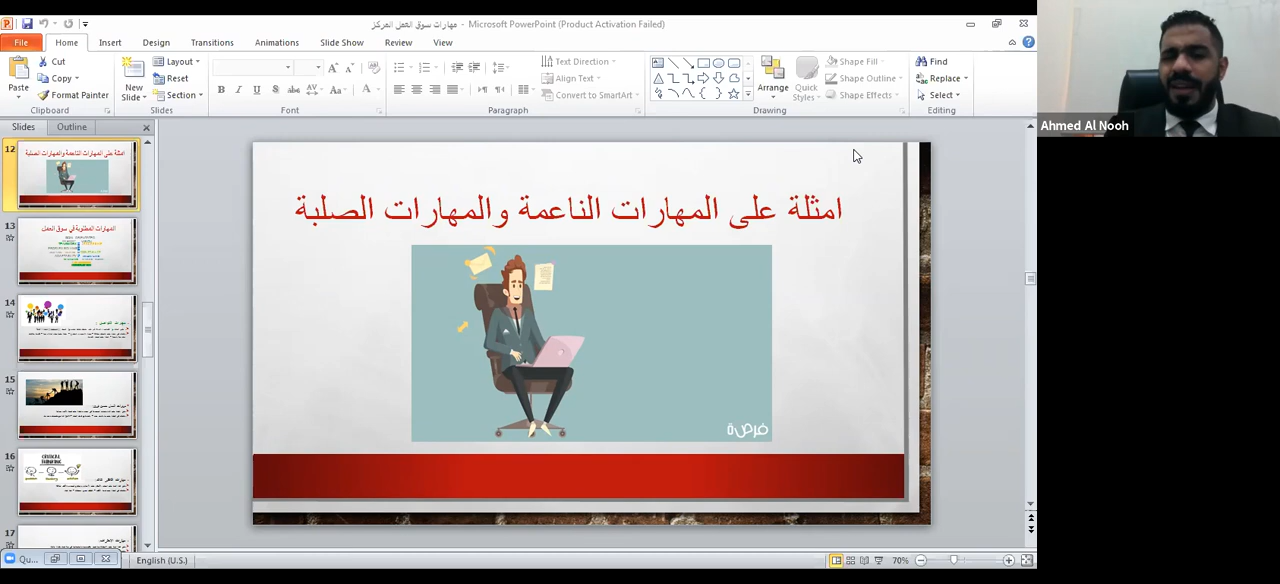 مهارات سوق العمل المركز - Microsoft PowerPoint (Product Activation Failed)
File Home Insert Design Transitions Animations Slide Show Review View
Paste
Cut
Copy
Format Painter
Clipboard
New Slide
Layout
Reset
Section
Slides
Font
Text Direction
Align Text
Convert to SmartArt
Paragraph
Arrange
Quick Styles
Shape Fill
Shape Outline
Shape Effects
Drawing
Find
Replace
Select
Editing
Ahmed Al Nooh
Slides Outline
12
امثلة على المهارات الناعمة والمهارات الصلبة
13
المهارات المطلوبة في سوق العمل
14
15
16
CRITICAL THINKING
17
امثلة على المهارات الناعمة والمهارات الصلبة
فرصة
Qu...
English (U.S.)
70%